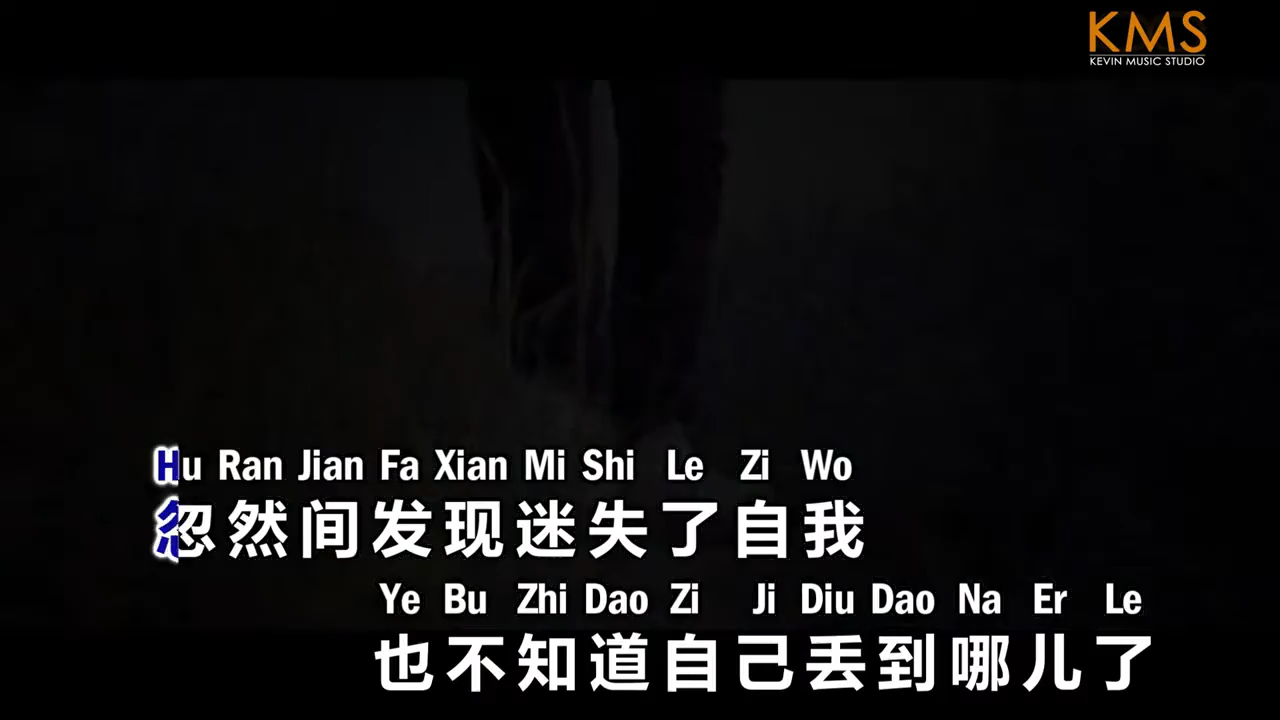 KMS
KEVIN MUSIC STUDIO
Hu Ran Jian Fa Xian Mi Shi Le Zi Wo
忽然间发现迷失了自我
Ye Bu Zhi Dao Zi Ji Diu Dao Na Er Le
也不知道自己丢到哪儿了